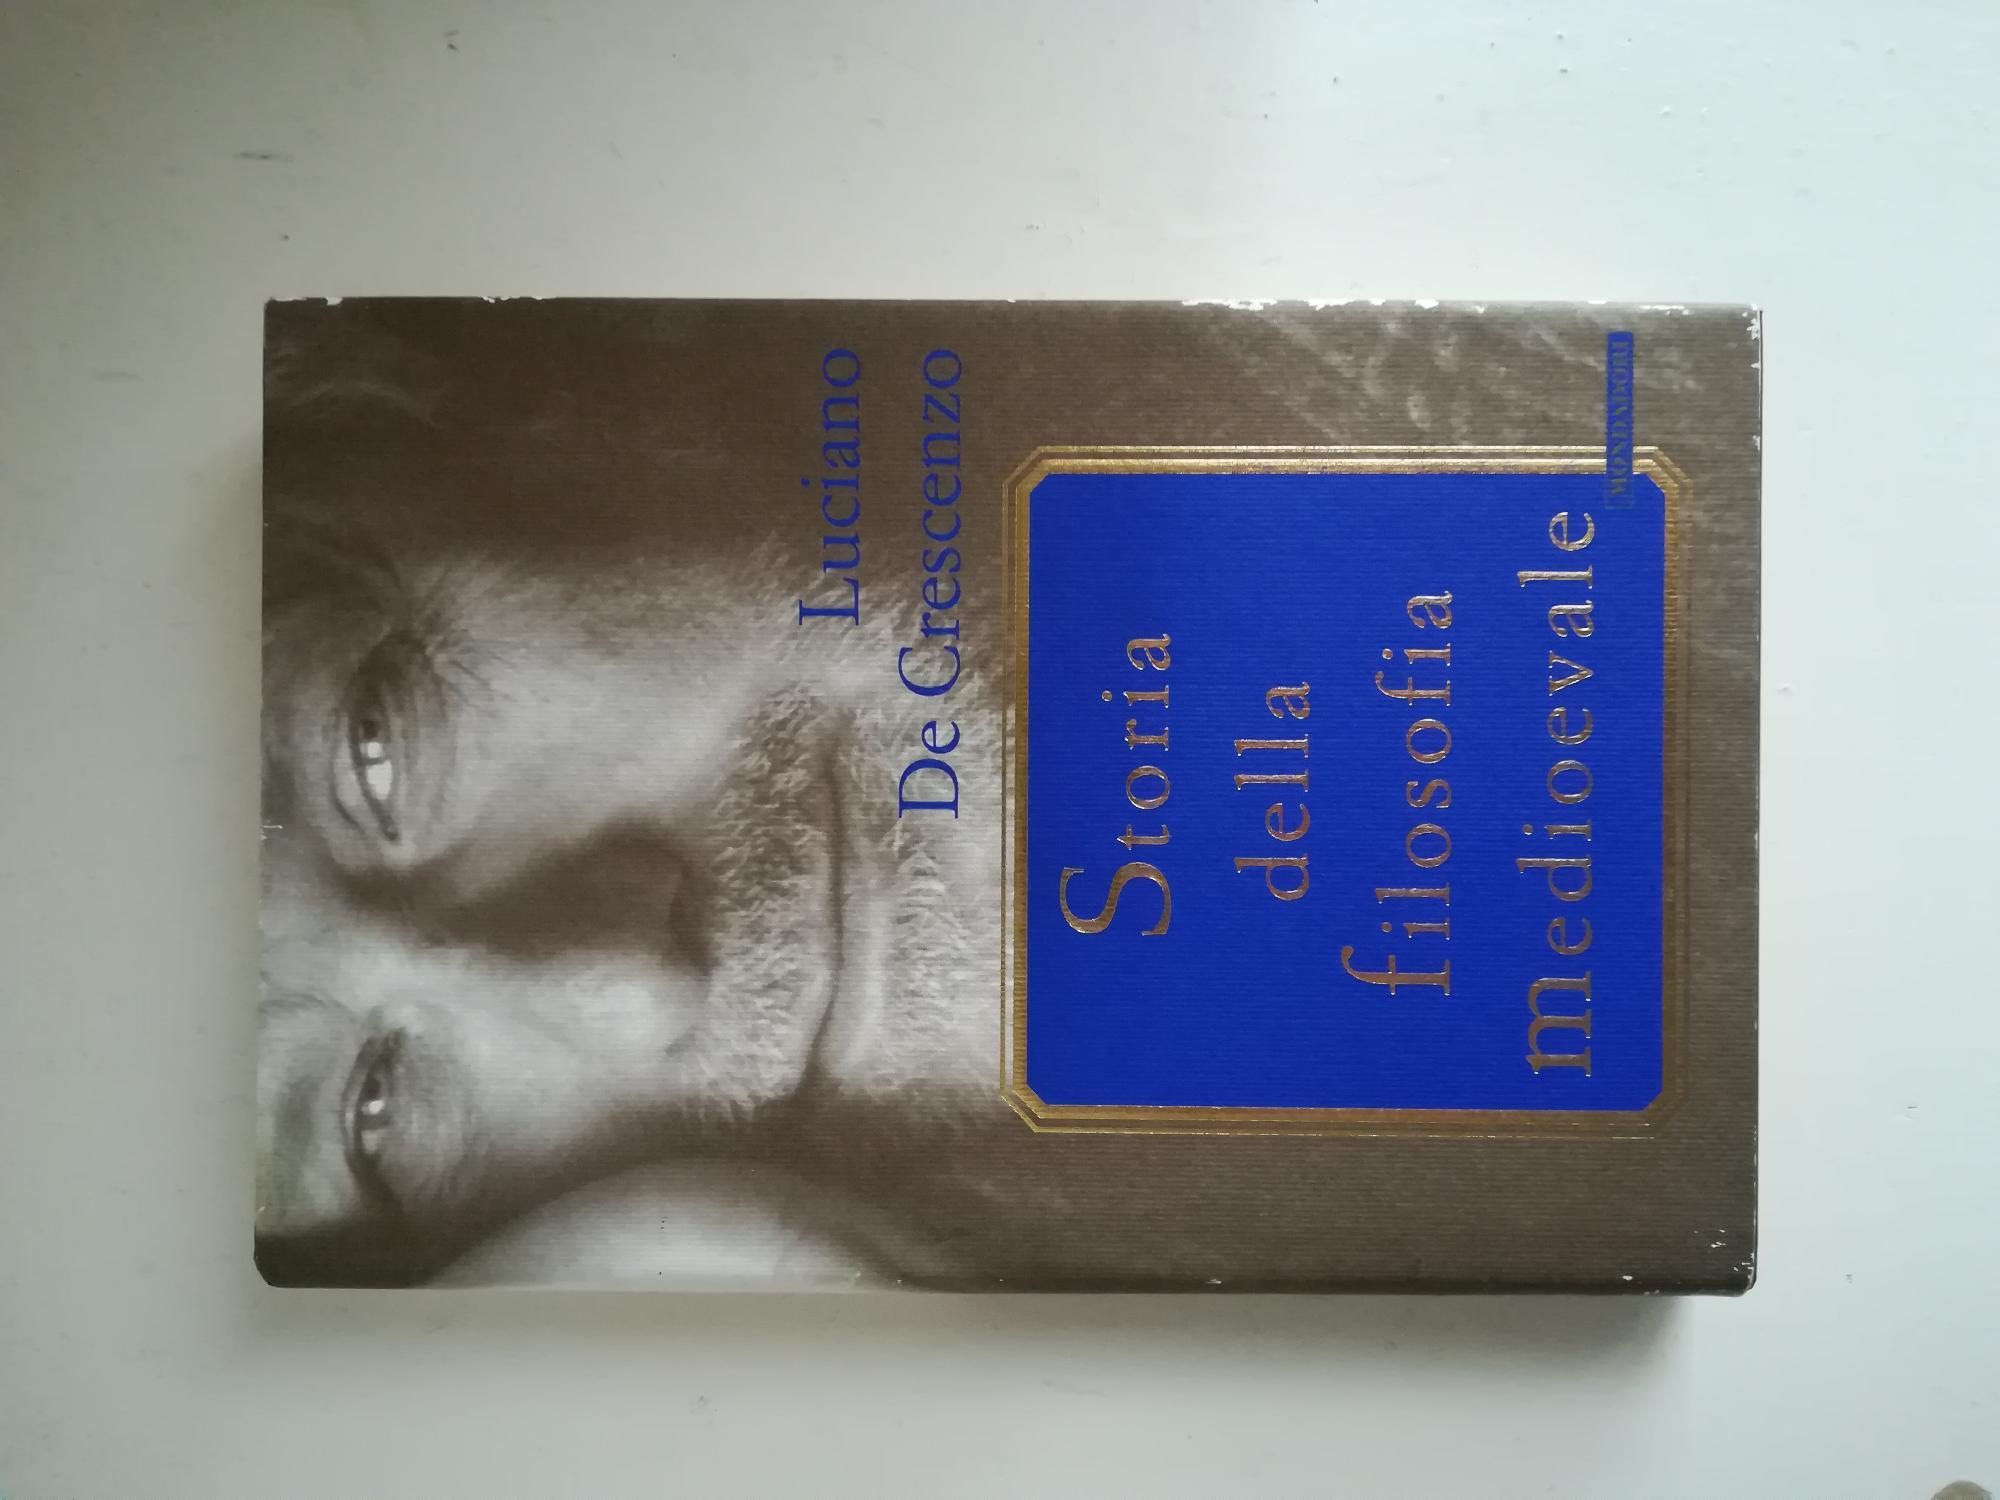 Luciano
De Crescenzo
Storia
della
filosofia
medioevale
MONDADORI